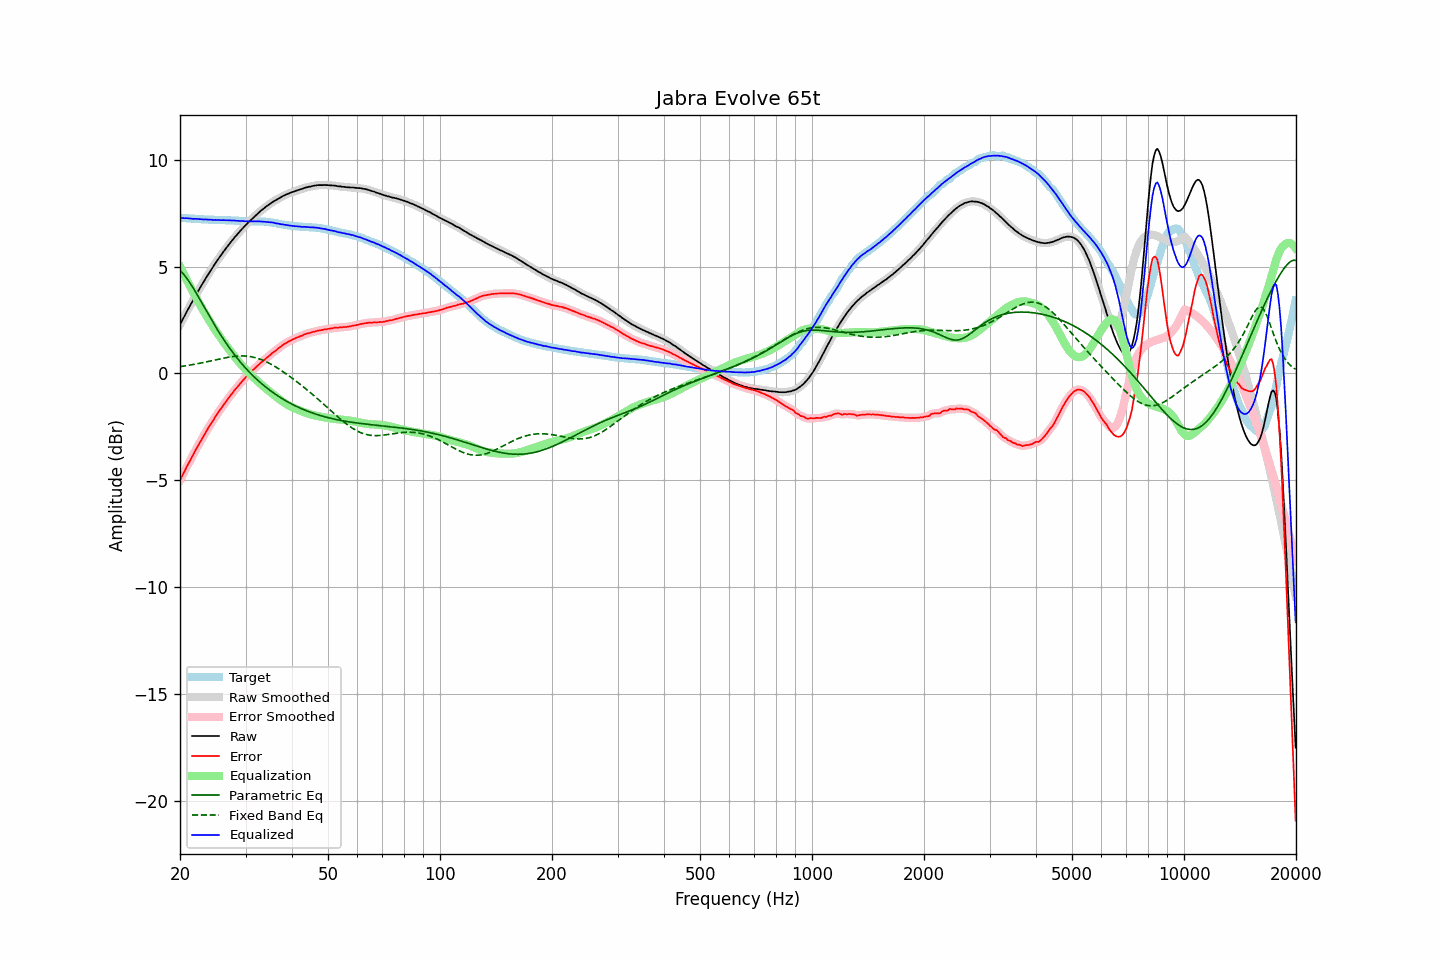 Jabra Evolve 65t
Amplitude (dBr)
10
5
0
−5
−10
−15
−20
Target
Raw Smoothed
Error Smoothed
Raw
Error
Equalization
Parametric Eq
Fixed Band Eq
Equalized
20 50 100 200 500 1000 2000 5000 10000 20000
Frequency (Hz)